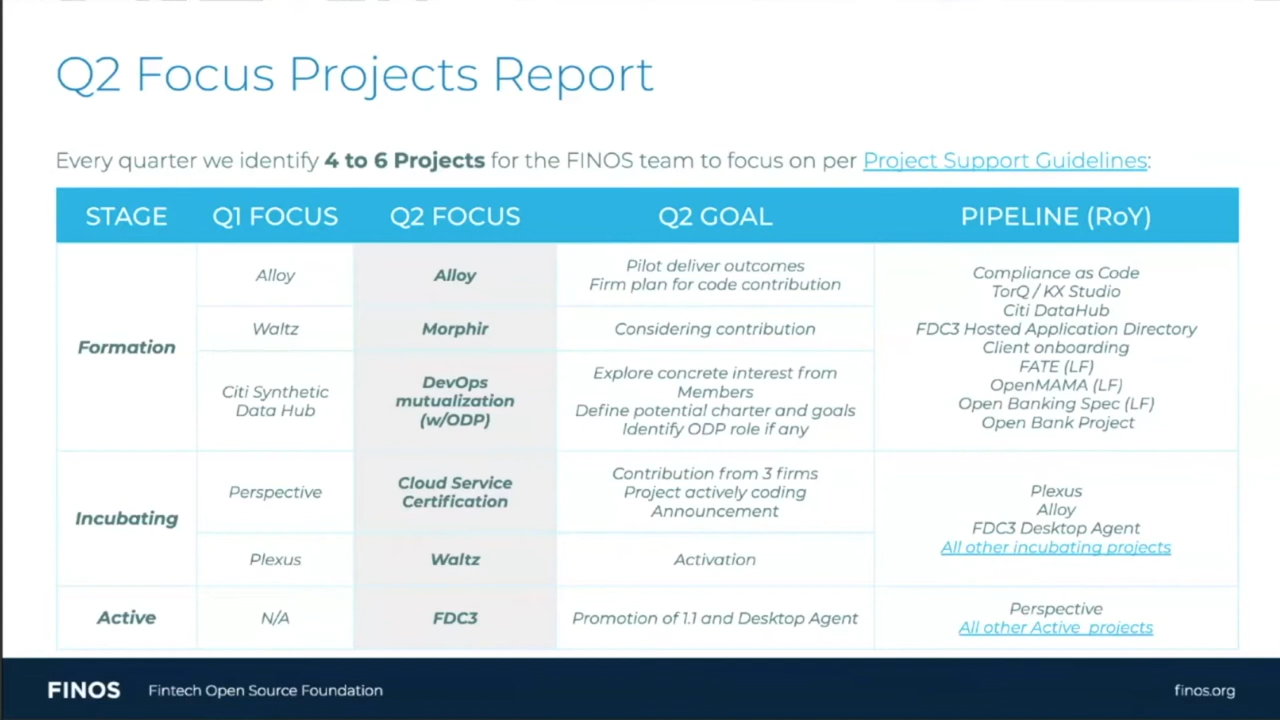 Q2 Focus Projects Report
Every quarter we identify 4 to 6 Projects for the FINOS team to focus on per Project Support Guidelines:
STAGE Q1 FOCUS Q2 FOCUS Q2 GOAL PIPELINE (RoY)
Formation
Alloy
Alloy
Pilot deliver outcomes
Firm plan for code contribution
Waltz
Morphir
Considering contribution
Citi Synthetic
Data Hub
DevOps
mutualization
(w/ODP)
Explore concrete interest from
Members
Define potential charter and goals
Identify ODP role if any
Compliance as Code
TorQ / KX Studio
Citi DataHub
FDC3 Hosted Application Directory
Client onboarding
FATE (LF)
OpenMAMA (LF)
Open Banking Spec (LF)
Open Bank Project
Incubating
Perspective
Cloud Service
Certification
Contribution from 3 firms
Project actively coding
Announcement
Plexus
Waltz
Activation
Plexus
Alloy
FDC3 Desktop Agent
All other incubating projects
Active
N/A
FDC3
Promotion of 1.1 and Desktop Agent
Perspective
All other Active projects
FINOS Fintech Open Source Foundation
finos.org